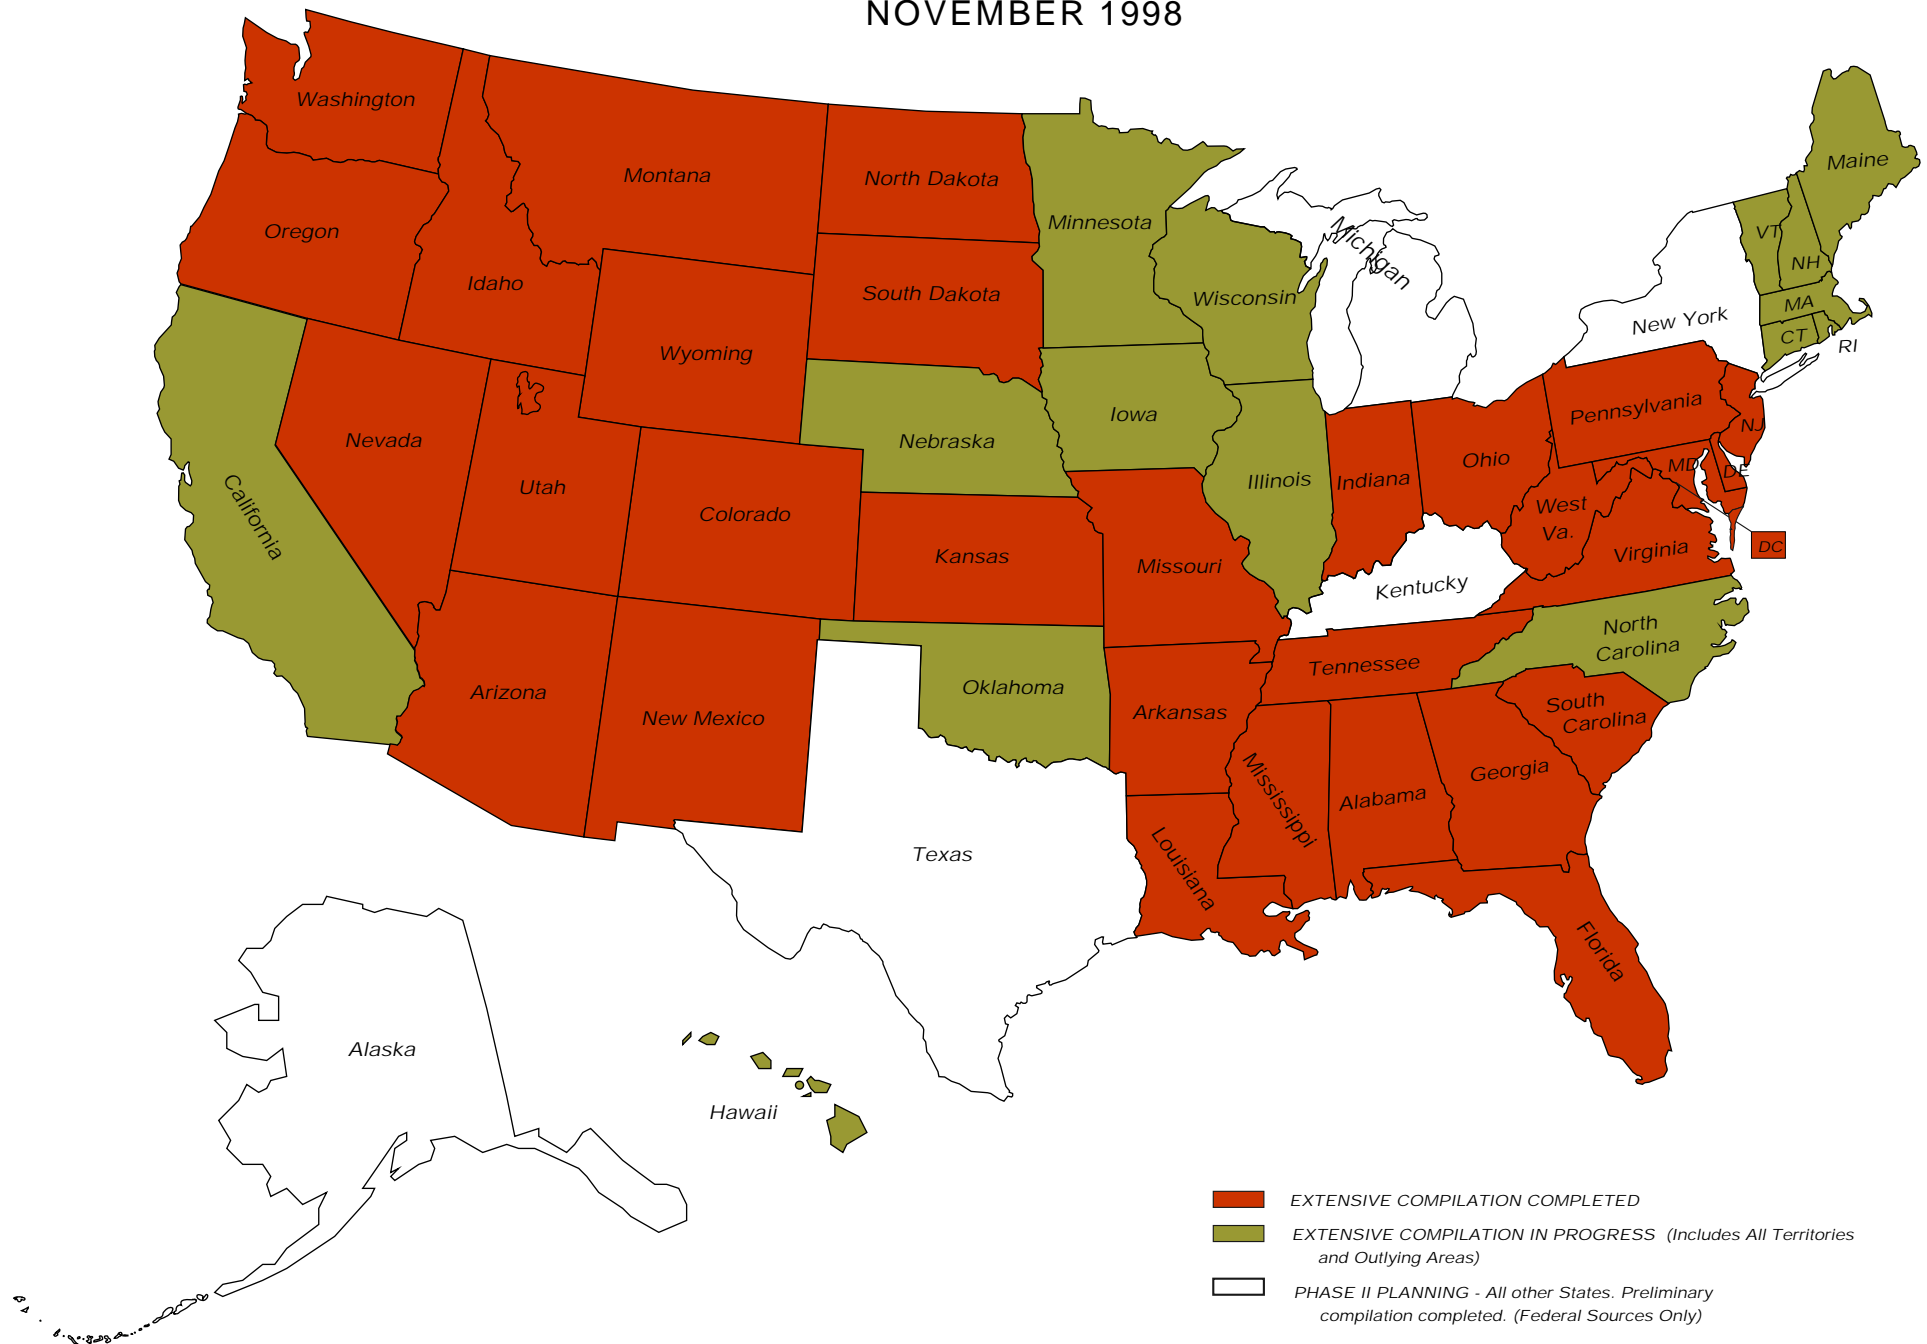 NOVEMBER 1998
Washington
Maine
Montana
North Dakota
Minnesota
VT
Oregon
Michigan
NH
Idaho
South Dakota
Wisconsin
MA
New York
CT
RI
Wyoming
Iowa
Pennsylvania
NJ
Nevada
Nebraska
Ohio
MD
DE
Utah
Illinois
Indiana
California
Colorado
West
Va.
Kansas
Virginia
DC
Missouri
Kentucky
North
Carolina
Tennessee
Arizona
Oklahoma
New Mexico
Arkansas
South
Carolina
Georgia
Mississippi
Alabama
Texas
Louisiana
Florida
Alaska
Hawaii
EXTENSIVE COMPILATION COMPLETED
EXTENSIVE COMPILATION IN PROGRESS (Includes All Territories
and Outlying Areas)
PHASE II PLANNING - All other States. Preliminary
compilation completed. (Federal Sources Only)